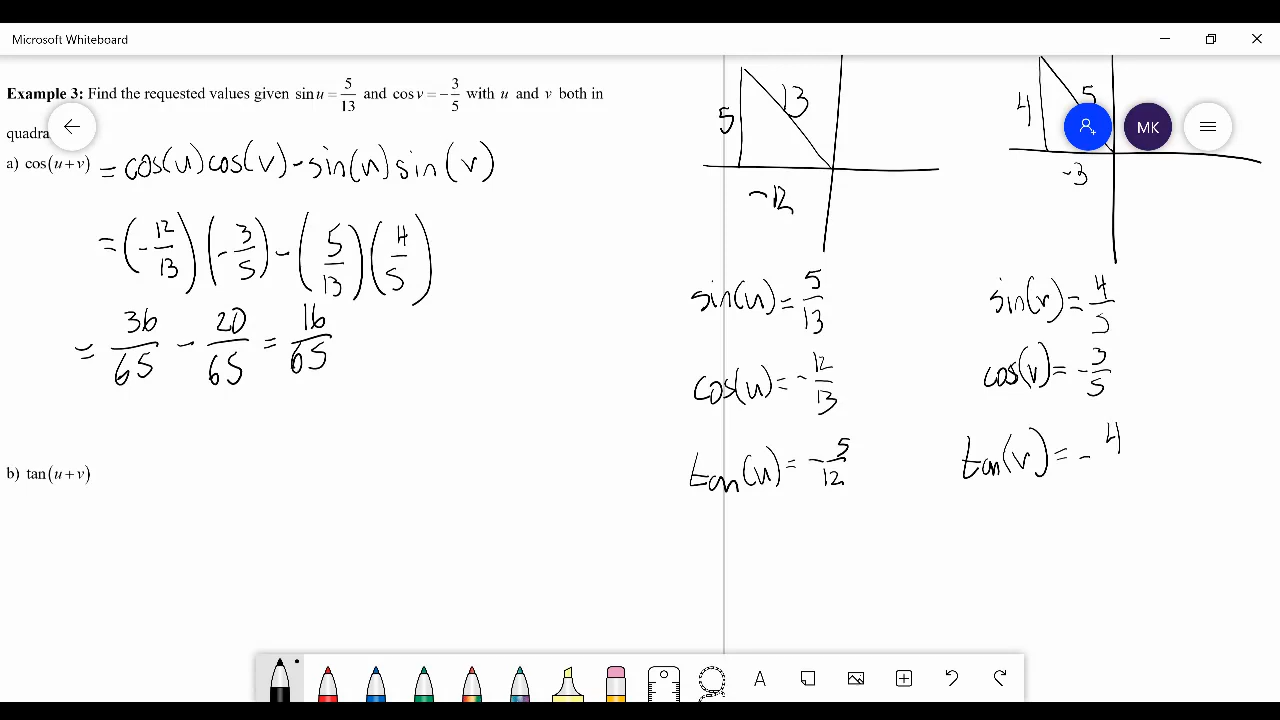 Microsoft Whiteboard
Example 3: Find the requested values given sin u = 5/13 and cos v = -3/5 with u and v both in
quadra
a) cos(u+v) = cos(u)cos(v) - sin(u)sin(v)
= (-12/13)(-3/5) - (5/13)(4/5)
= 36/65 - 20/65 = 16/65
b) tan(u+v)
5
13
-12
4
5
-3
MK
sin(u) = 5/13
cos(u) = -12/13
tan(u) = -5/12
sin(v) = 4/5
cos(v) = -3/5
tan(v) = - 4
A